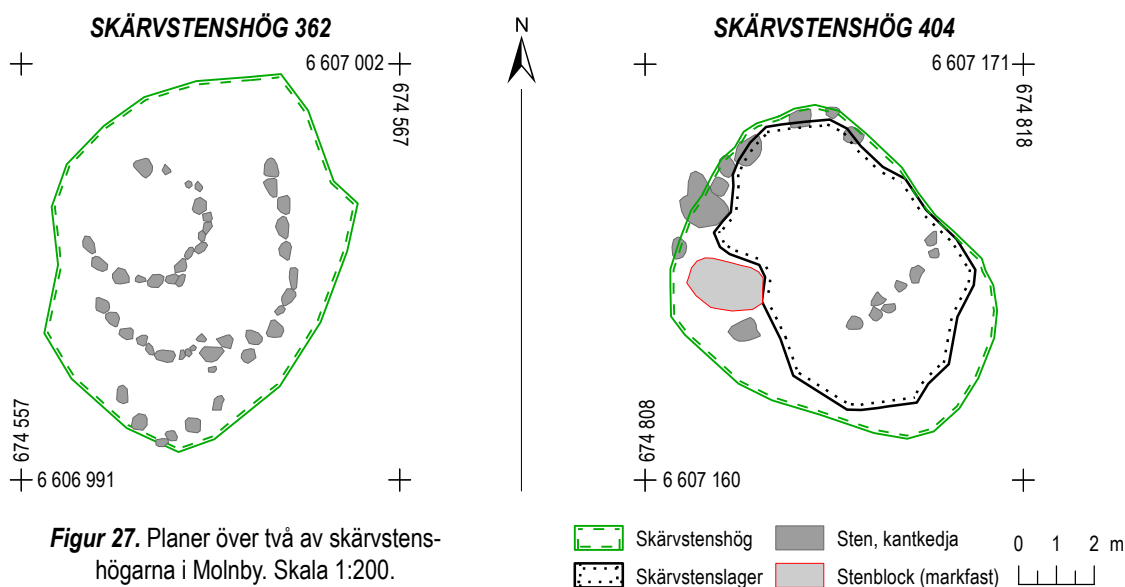 SKÄRVSTENSHÖG 362
6 607 002
674 567
674 557
6 606 991
N
SKÄRVSTENSHÖG 404
6 607 171
674 818
674 808
6 607 160
Figur 27. Planer över två av skärvstens-
högarna i Molnby. Skala 1:200.
Skärvstenshög
Skärvstenslager
Sten, kantkedja
Stenblock (markfast)
0 1 2 m